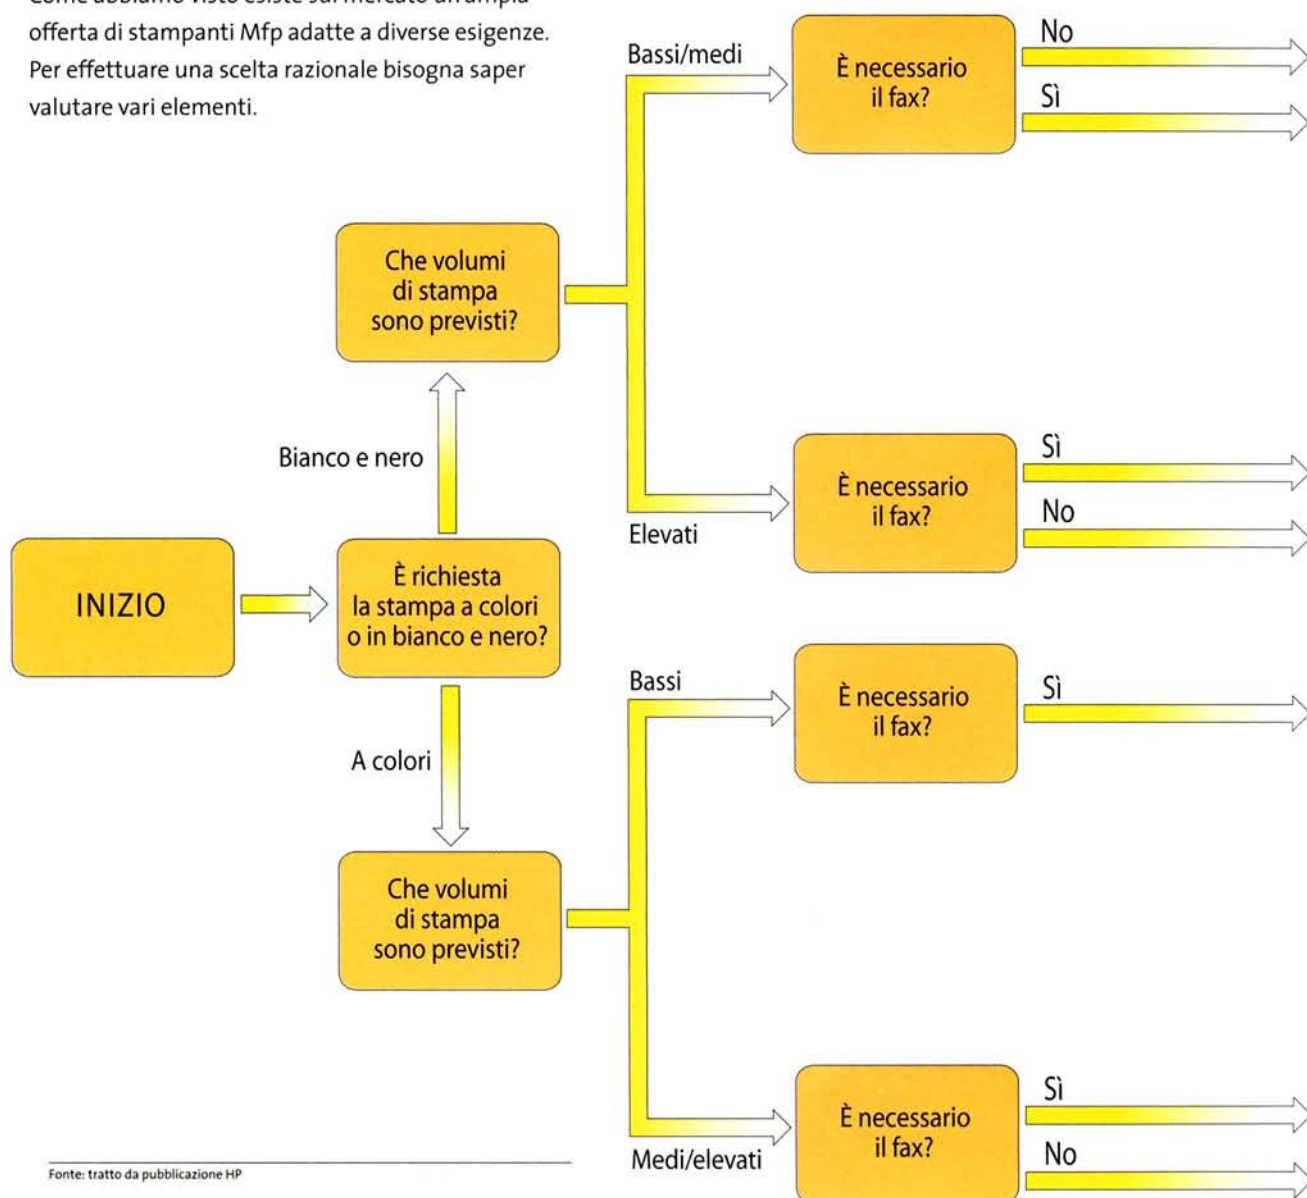 offerta di stampanti Mfp adatte a diverse esigenze.
Per effettuare una scelta razionale bisogna saper
valutare vari elementi.
Bassi/medi
È necessario
il fax?
No
Sì
Che volumi
di stampa
sono previsti?
Bianco e nero
Elevati
È necessario
il fax?
Sì
No
INIZIO
È richiesta
la stampa a colori
o in bianco e nero?
A colori
Bassi
È necessario
il fax?
Sì
Che volumi
di stampa
sono previsti?
Medi/elevati
È necessario
il fax?
Sì
No
Fonte: tratto da pubblicazione HP